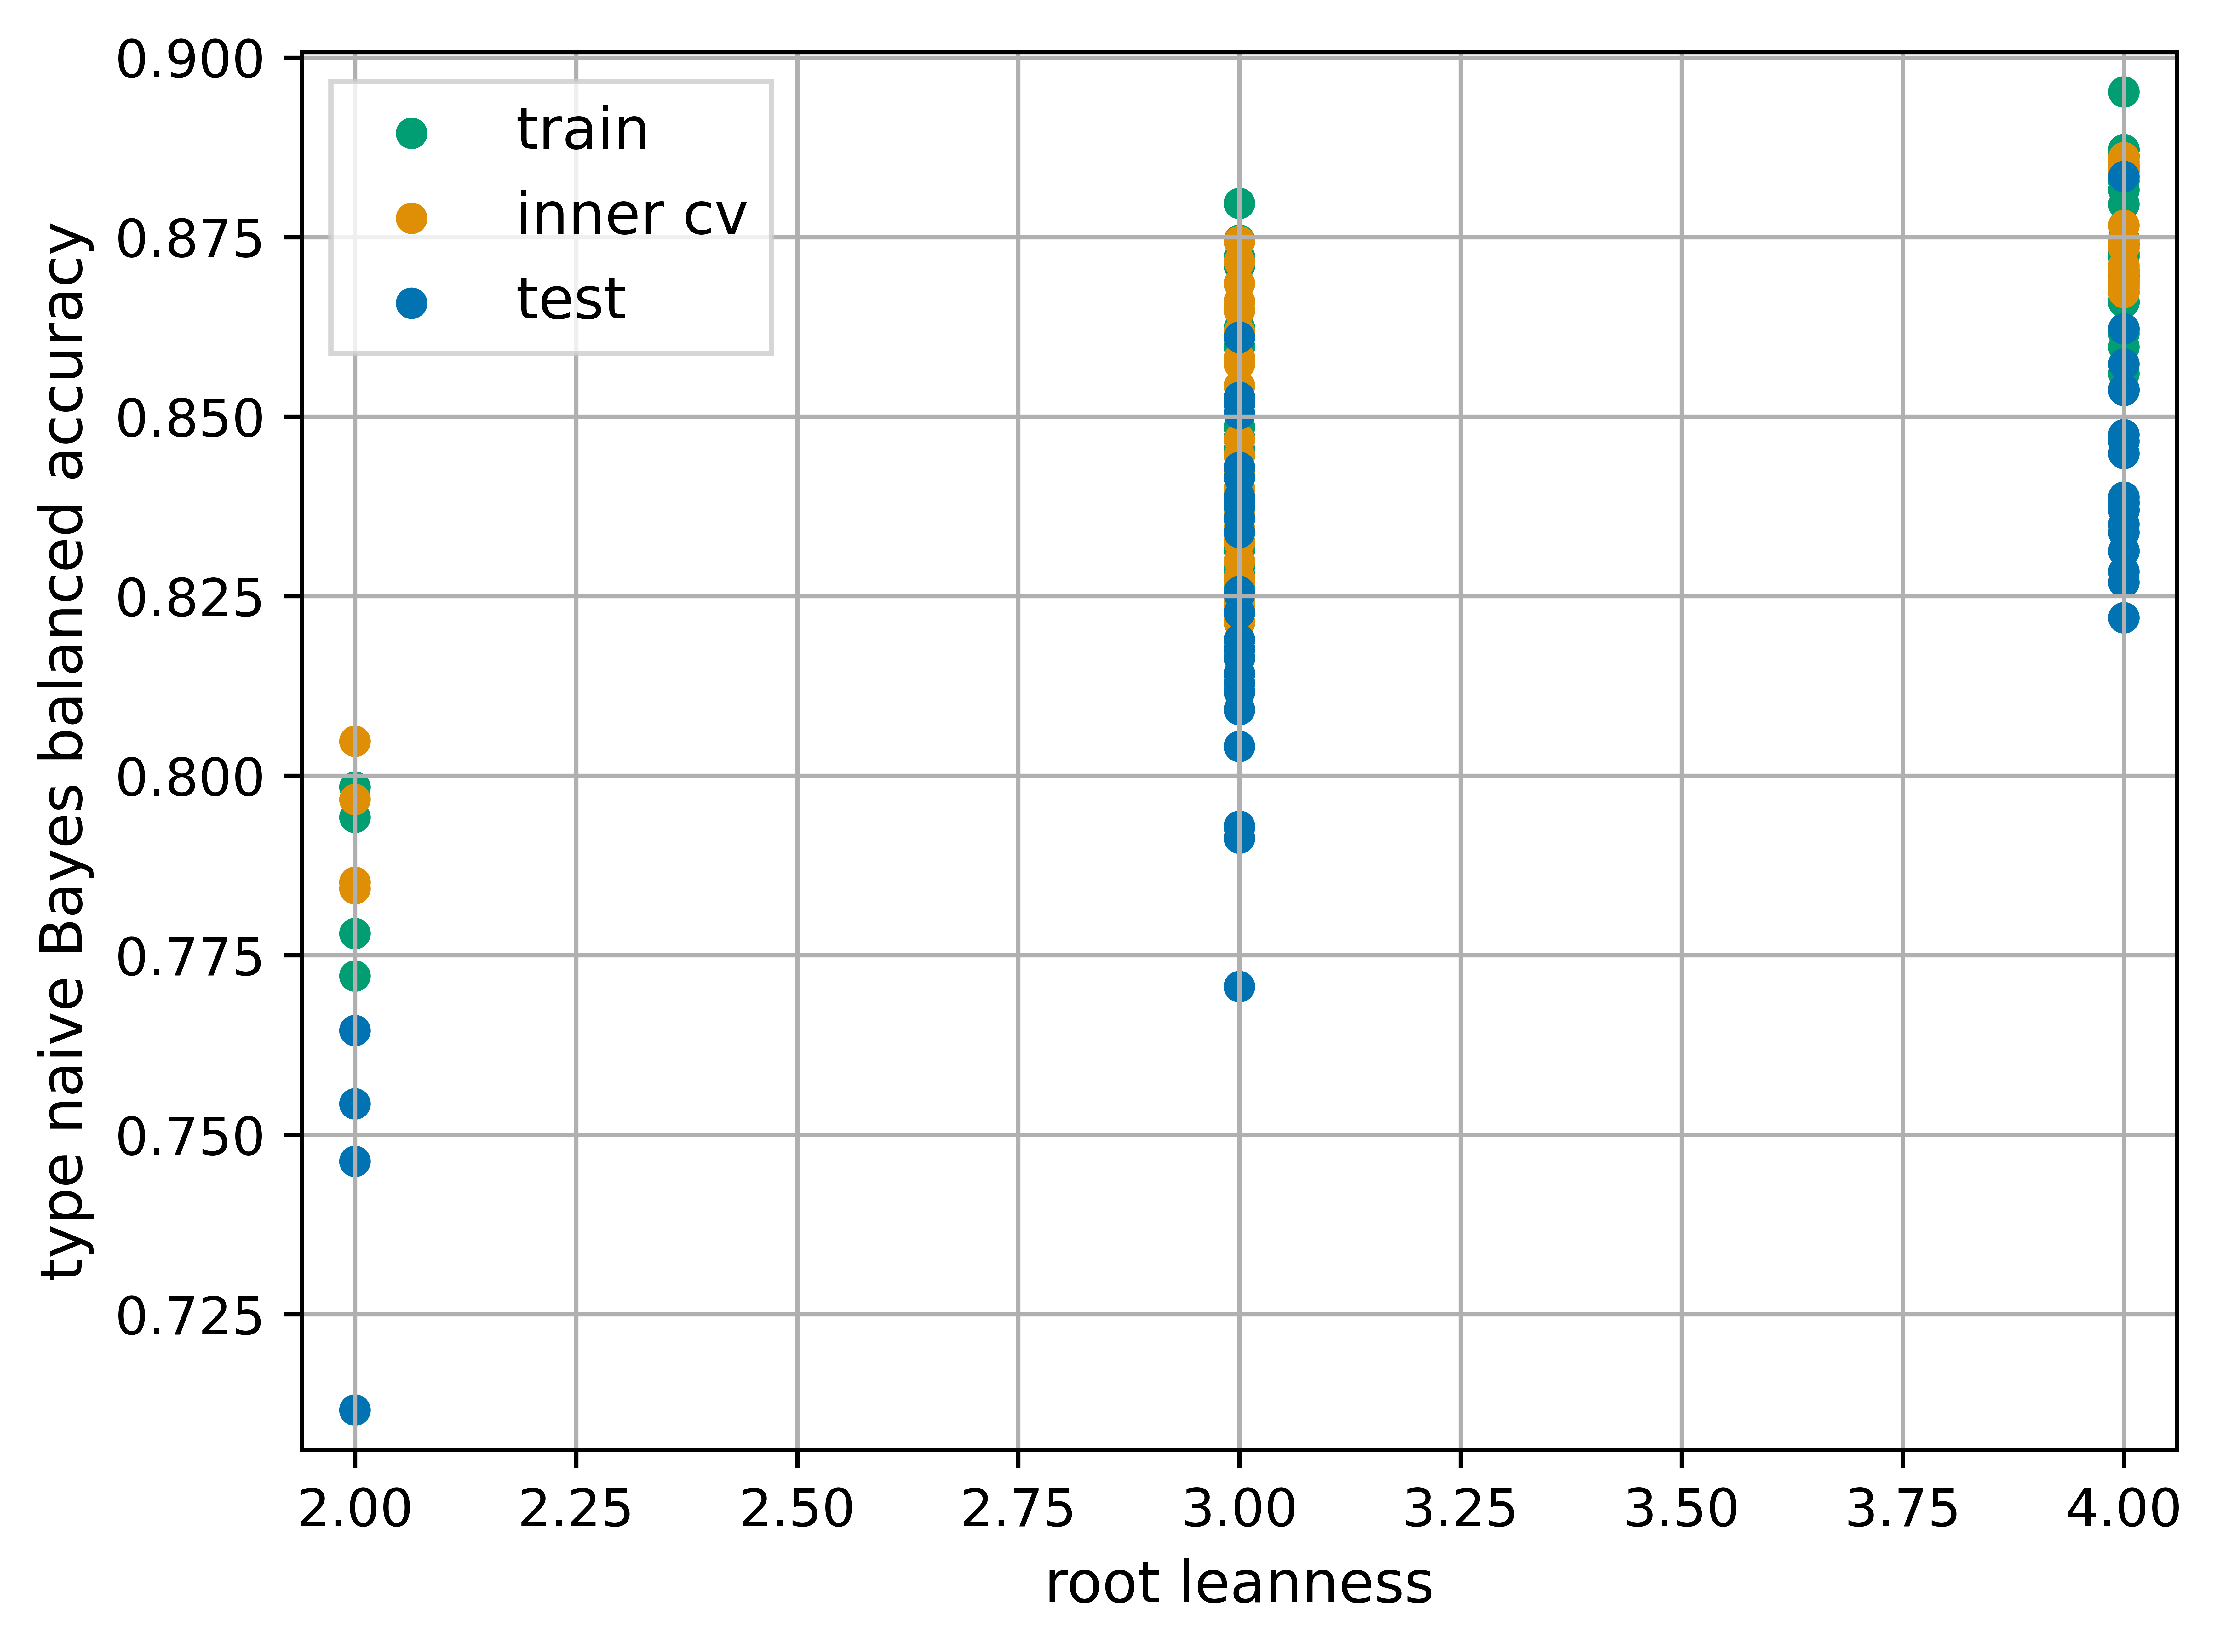 0.900
0.875
0.850
0.825
0.800
0.775
0.750
0.725
type naive Bayes balanced accuracy
train
inner cv
test
2.00 2.25 2.50 2.75 3.00 3.25 3.50 3.75 4.00
root leanness